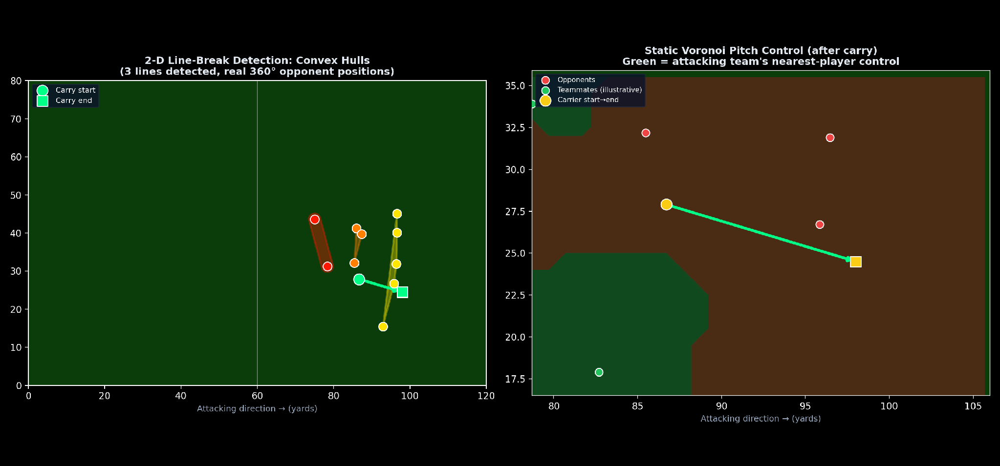 2-D Line-Break Detection: Convex Hulls
(3 lines detected, real 360° opponent positions)
Carry start
Carry end
80
70
60
50
40
30
20
10
0
0 20 40 60 80 100 120
Attacking direction → (yards)
Static Voronoi Pitch Control (after carry)
Green = attacking team's nearest-player control
Opponents
Teammates (illustrative)
Carrier start→end
35.0
32.5
30.0
27.5
25.0
22.5
20.0
17.5
80 85 90 95 100 105
Attacking direction → (yards)